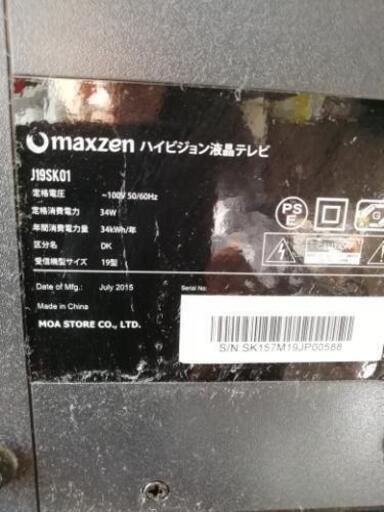 maxzen ハイビジョン液晶テレビ
J19SK01
定格電圧 ~100V 50/60Hz
定格消費電力 34W
年間消費電力量 34kWh/年
区分名 DK
受信機型サイズ 19型
PS
E
Date of Mfg.: July 2015
Serial No:
Made in China
MOA STORE CO., LTD.
S/N SK157M19JP00588